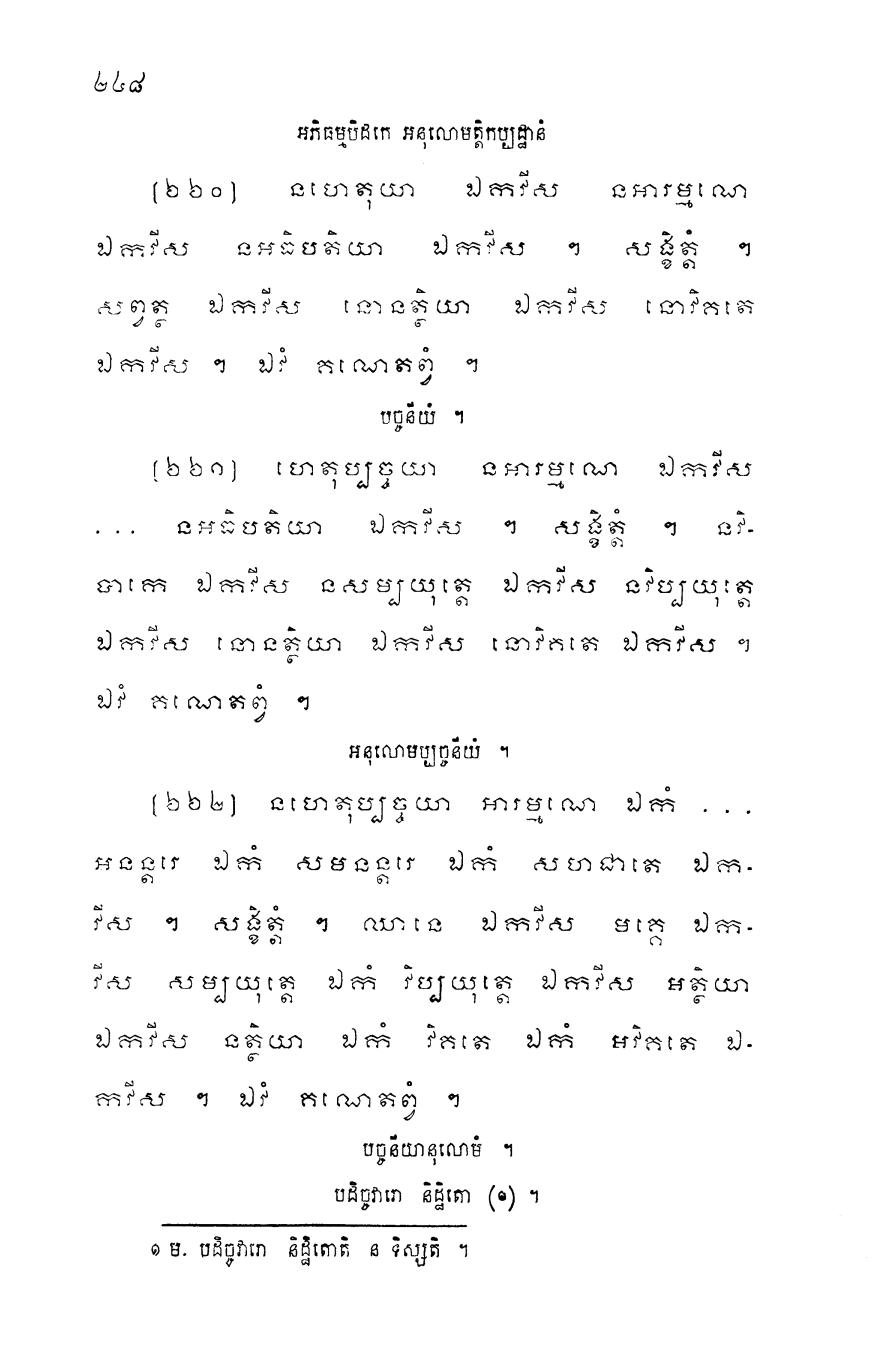 ២៤៨
អភិធម្មបិដកេ អនុលោមត្តិកប្បដ្ឋានំ
[៦៦០] នហេតុយា ឯកវីស នអារម្មណេ
ឯកវីស នអធិបតិយា ឯកវីស ។ សង្ខិត្តំ ។
សព្វត្ថ ឯកវីស នោនត្ថិយា ឯកវីស នោវិគតេ
ឯកវីស ។ ឯវំ គណេតព្វំ ។
បច្ចនីយំ ។
[៦៦១] ហេតុប្បច្ចយា នអារម្មណេ ឯកវីស
... នអធិបតិយា ឯកវីស ។ សង្ខិត្តំ ។ នវិ-
បាកេ ឯកវីស នសម្បយុត្តេ ឯកវីស នវិប្បយុត្តេ
ឯកវីស នោនត្ថិយា ឯកវីស នោវិគតេ ឯកវីស ។
ឯវំ គណេតព្វំ ។
អនុលោមប្បច្ចនីយំ ។
[៦៦២] នហេតុប្បច្ចយា អារម្មណេ ឯកំ ...
អនន្តរេ ឯកំ សមនន្តរេ ឯកំ សហជាតេ ឯក-
វីស ។ សង្ខិត្តំ ។ ឈានេ ឯកវីស មគ្គេ ឯក-
វីស សម្បយុត្តេ ឯកំ វិប្បយុត្តេ ឯកវីស អត្ថិយា
ឯកវីស នត្ថិយា ឯកំ វិគតេ ឯកំ អវិគតេ ឯ-
កវីស ។ ឯវំ គណេតព្វំ ។
បច្ចនីយានុលោមំ ។
បដិច្ចវារោ និដ្ឋិតោ (១) ។
១ ម. បដិច្ចវារោ និដ្ឋិតោតិ ន ទិស្សតិ ។